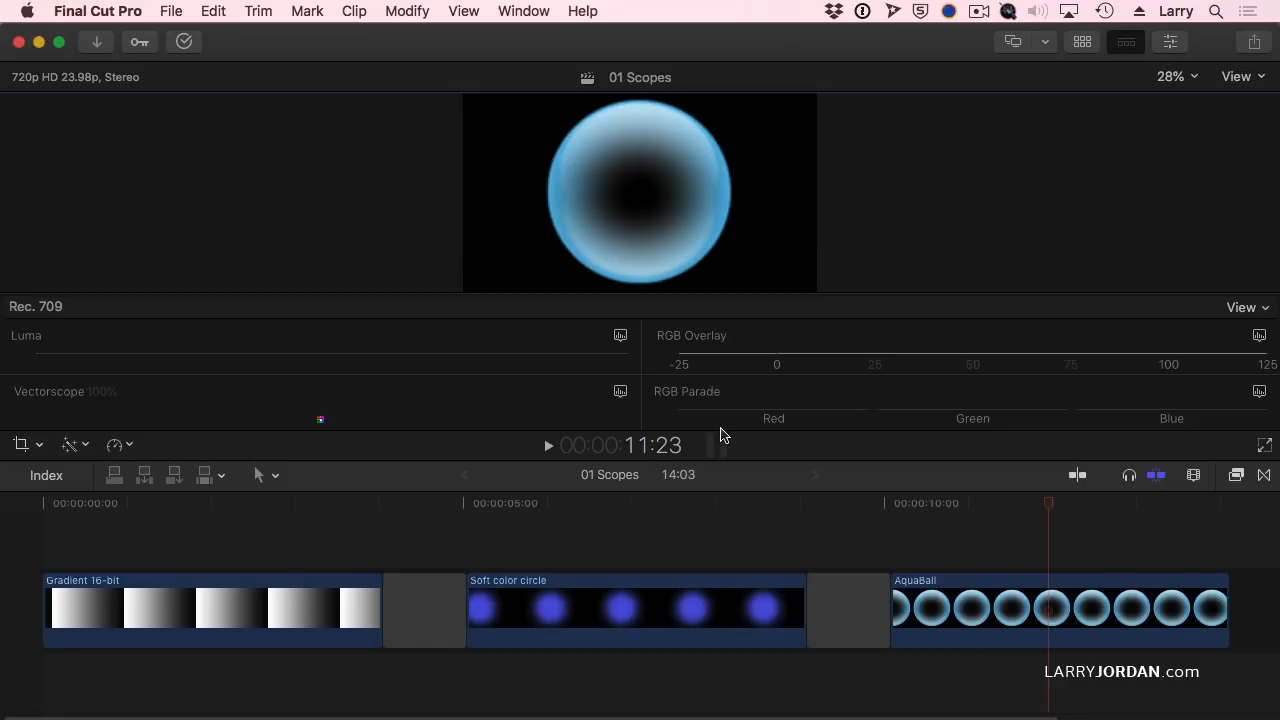 Final Cut Pro File Edit Trim Mark Clip Modify View Window Help Larry
720p HD 23.98p, Stereo 01 Scopes 28% View
Rec. 709 View
Luma RGB Overlay
-25 0 25 50 75 100 125
Vectorscope 100% RGB Parade
Red Green Blue
00:00:11:23
Index 01 Scopes 14:03
00:00:00:00 00:00:05:00 00:00:10:00
Gradient 16-bit Soft color circle AquaBall
LARRYJORDAN.com